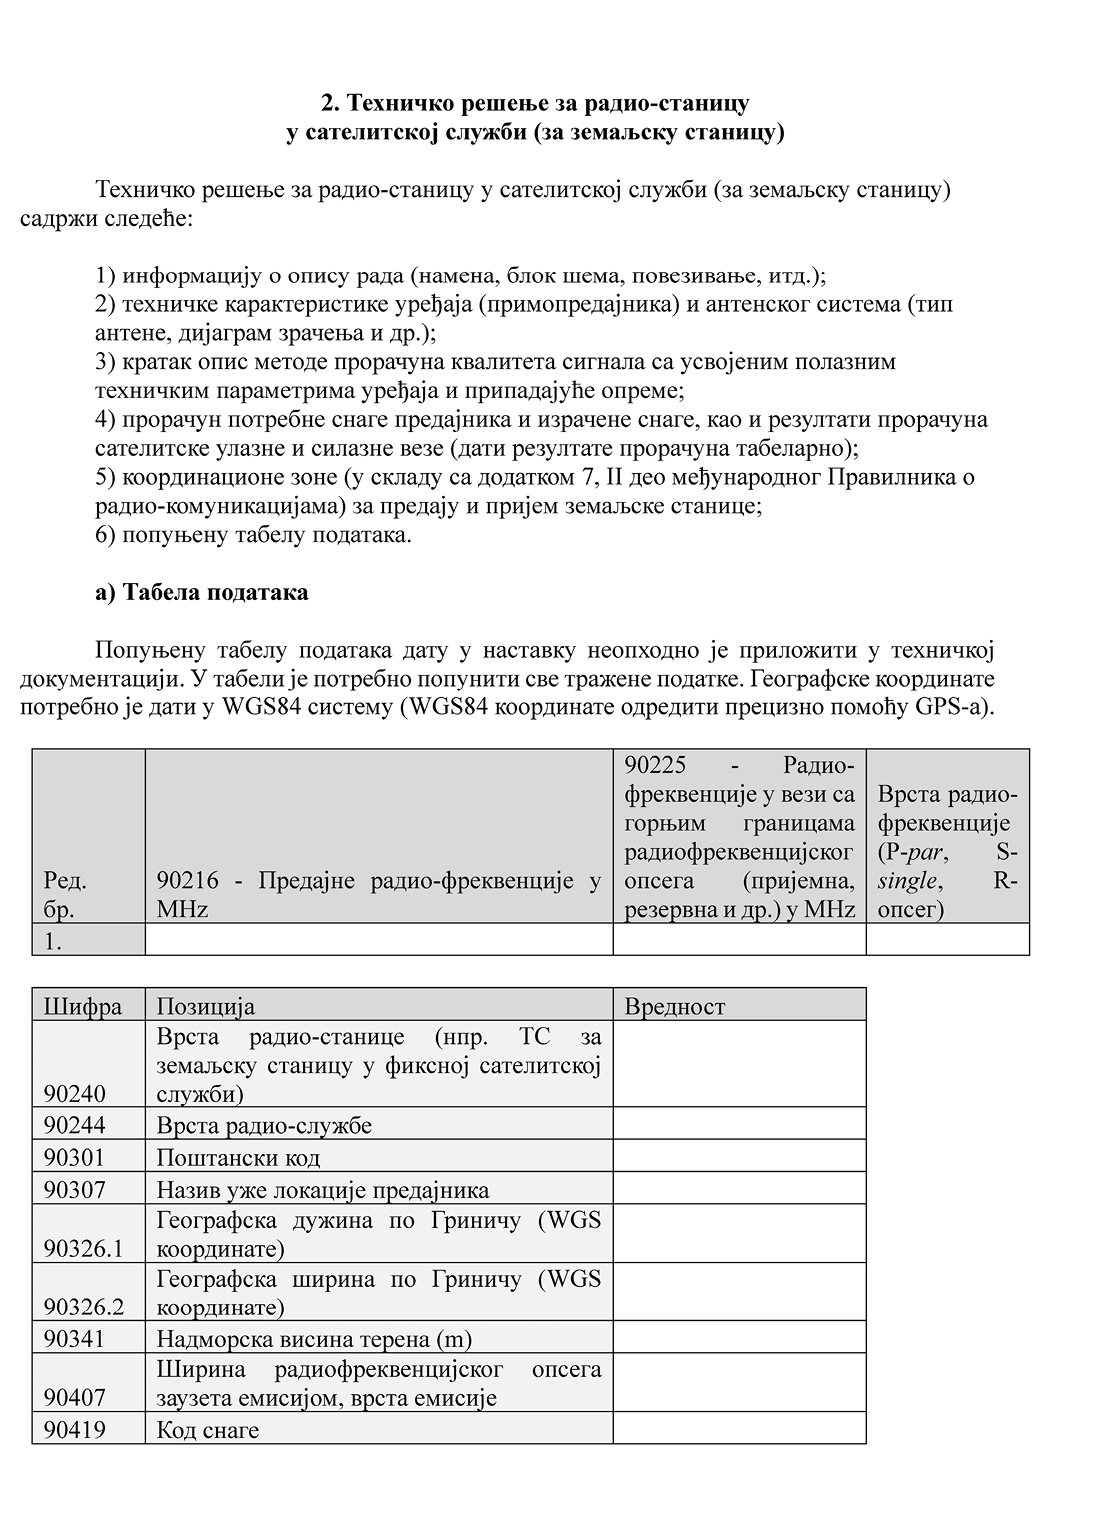 2. Техничко решење за радио-станицу
у сателитској служби (за земаљску станицу)
Техничко решење за радио-станицу у сателитској служби (за земаљску станицу)
садржи следеће:
1) информацију о опису рада (намена, блок шема, повезивање, итд.);
2) техничке карактеристике уређаја (примопредајника) и антенског система (тип
антене, дијаграм зрачења и др.);
3) кратак опис методе прорачуна квалитета сигнала са усвојеним полазним
техничким параметрима уређаја и припадајуће опреме;
4) прорачун потребне снаге предајника и израчене снаге, као и резултати прорачуна
сателитске улазне и силазне везе (дати резултате прорачуна табеларно);
5) координационе зоне (у складу са додатком 7, II део међународног Правилника о
радио-комуникацијама) за предају и пријем земаљске станице;
6) попуњену табелу података.
а) Табела података
Попуњену табелу података дату у наставку неопходно је приложити у техничкој
документацији. У табели је потребно попунити све тражене податке. Географске координате
потребно је дати у WGS84 систему (WGS84 координате одредити прецизно помоћу GPS-а).
Ред.
бр.
90216 - Предајне радио-фреквенције у
MHz
90225 - Радио-
фреквенције у вези са
горњим границама
радиофреквенцијског
опсега (пријемна,
резервна и др.) у MHz
Врста радио-
фреквенције
(P-par, S-
single, R-
опсег)
1.
Шифра Позиција Вредност
Врста радио-станице (нпр. ТС за
земаљску станицу у фиксној сателитској
90240 служби)
90244 Врста радио-службе
90301 Поштански код
90307 Назив уже локације предајника
Географска дужина по Гриничу (WGS
90326.1 координате)
Географска ширина по Гриничу (WGS
90326.2 координате)
90341 Надморска висина терена (m)
Ширина радиофреквенцијског опсега
90407 заузета емисијом, врста емисије
90419 Код снаге